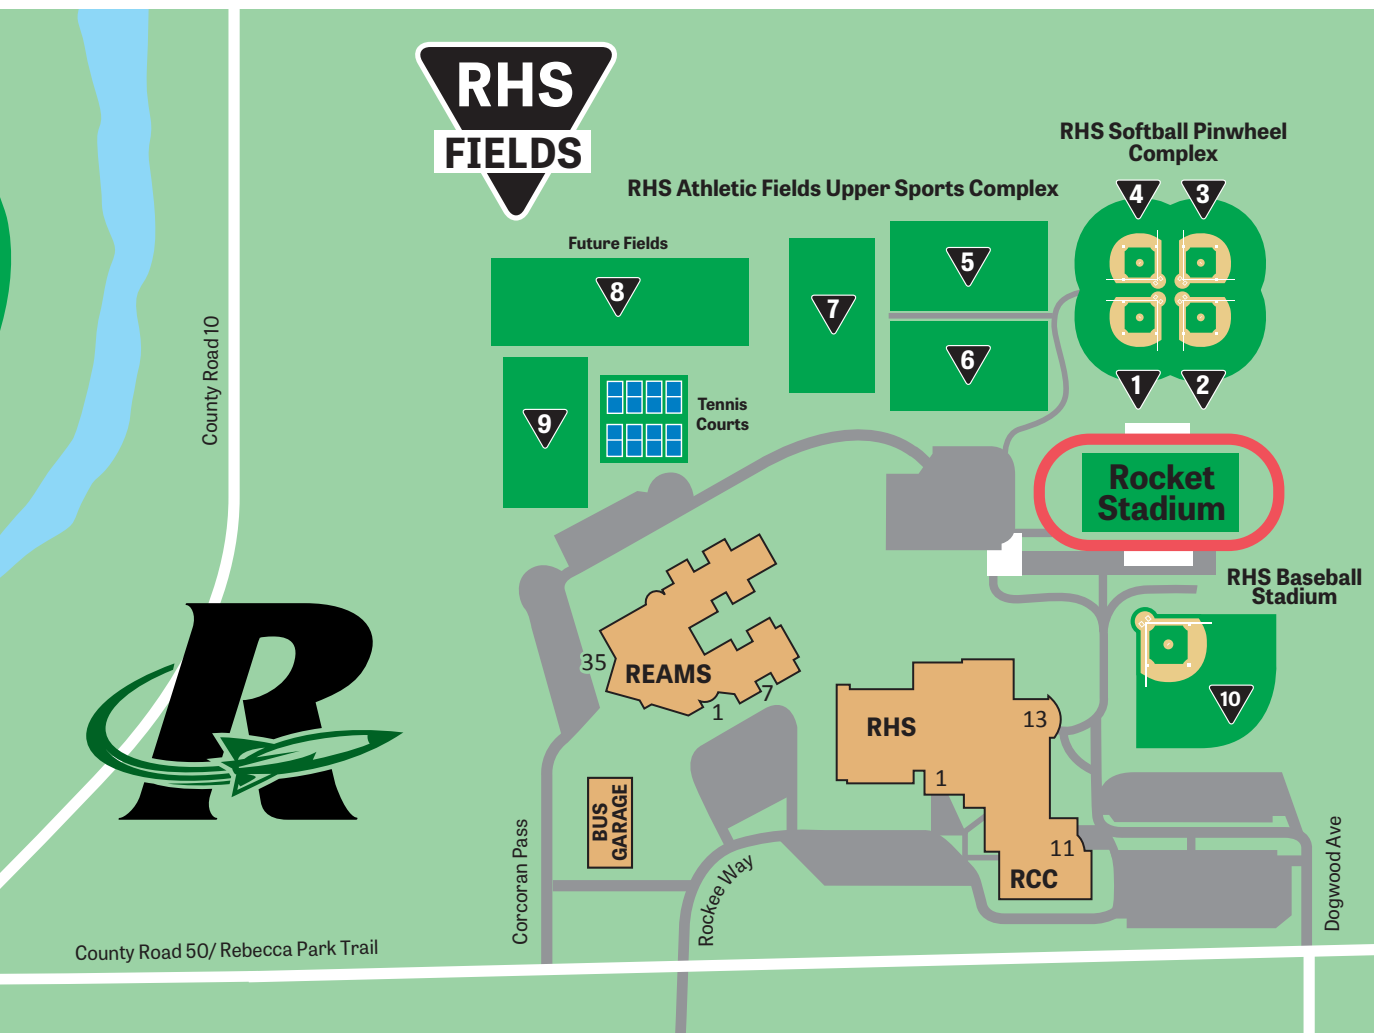 RHS
FIELDS
RHS Softball Pinwheel
Complex
RHS Athletic Fields Upper Sports Complex
4
3
Future Fields
5
8
7
6
1
2
9
Tennis
Courts
County Road 10
Rocket
Stadium
RHS Baseball
Stadium
R
35
REAMS
7
1
10
RHS
13
1
BUS
GARAGE
11
RCC
Corcoran Pass
Rockee Way
Dogwood Ave
County Road 50/ Rebecca Park Trail